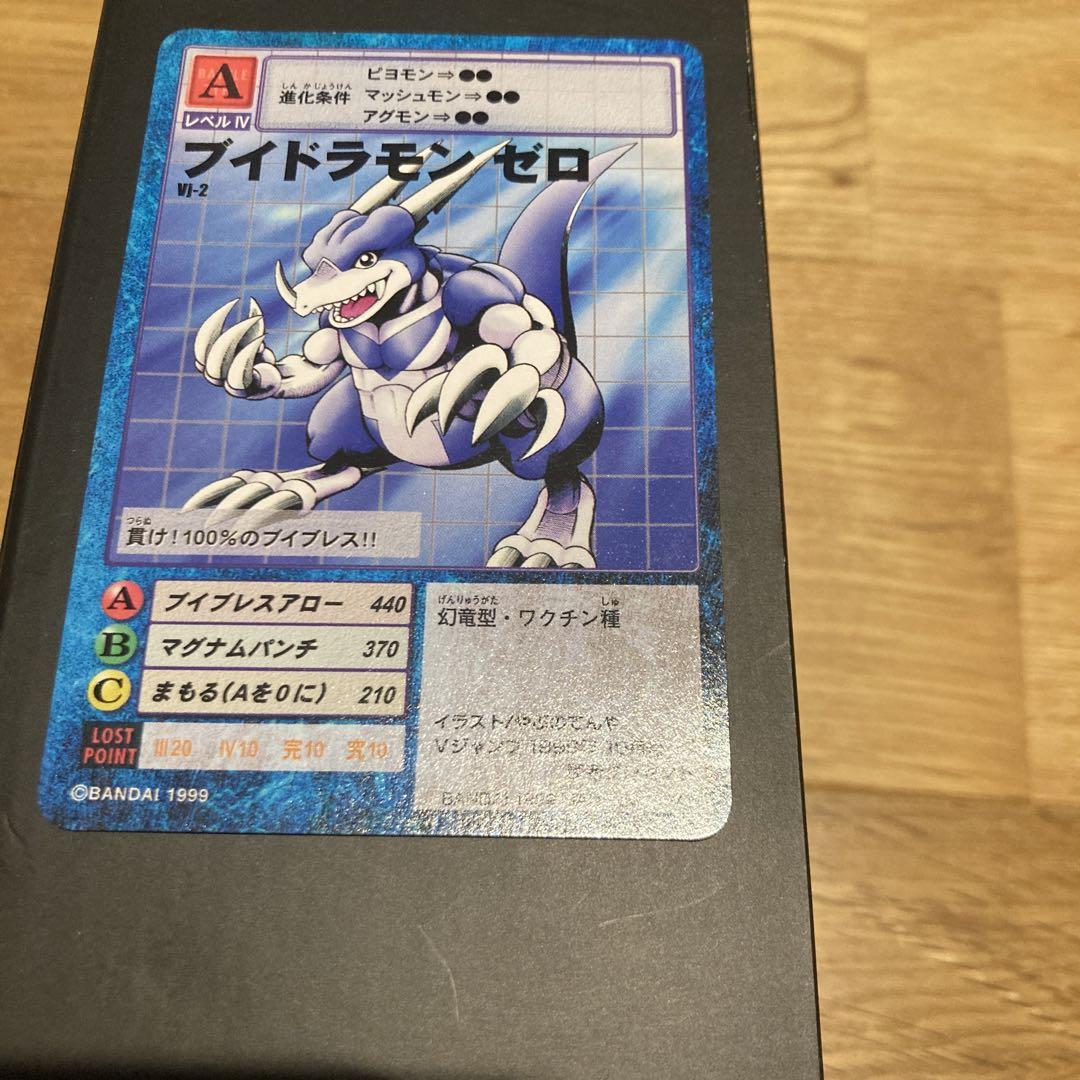 A
レベルⅣ
しんかじょうけん
進化条件
ピヨモン⇒●●
マッシュモン⇒●●
アグモン⇒●●
ブイドラモン ゼロ
Vj-2
つらぬ
貫け!100%のブイブレス!!
A ブイブレスアロー 440
B マグナムパンチ 370
C まもる(Aを0に) 210
LOST POINT Ⅲ20 Ⅳ10 完10 究10
©BANDAI 1999
げんりゅうがた しゅ
幻竜型・ワクチン種
イラスト/やぶのてんや
Vジャンプ